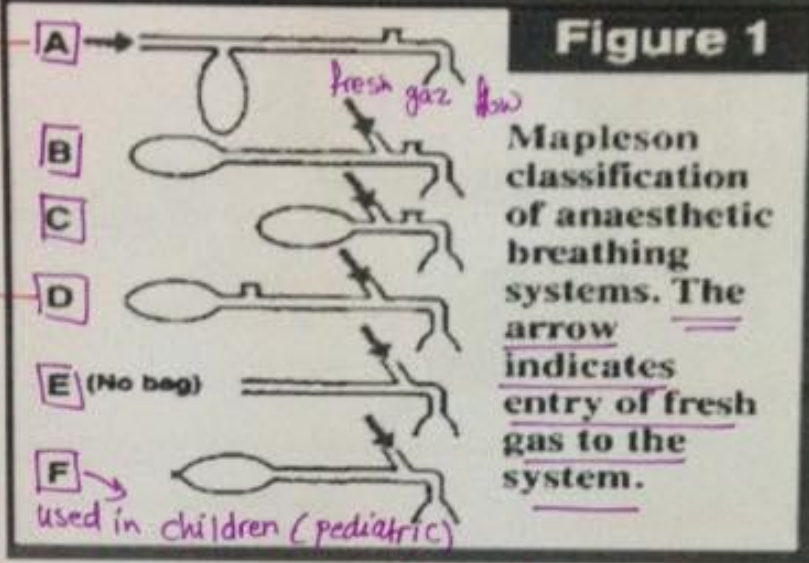 Figure 1
A
fresh gaz flow
B
C
D
E (No bag)
F
used in children (pediatric)
Mapleson
classification
of anaesthetic
breathing
systems. The
arrow
indicates
entry of fresh
gas to the
system.